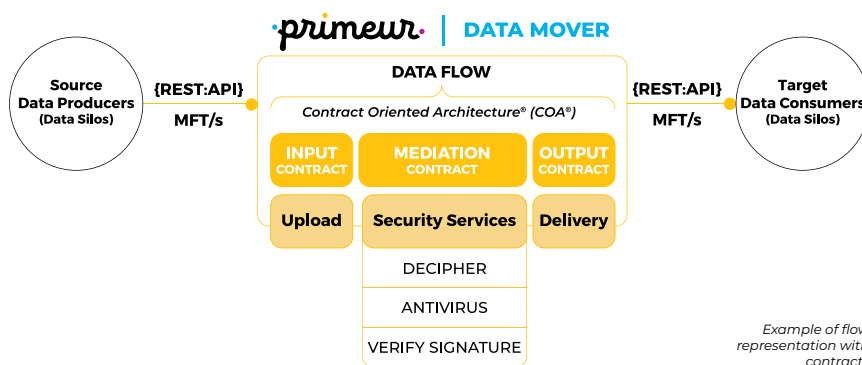 primeur DATA MOVER
DATA FLOW
Contract Oriented Architecture® (COA®)
Source
Data Producers
(Data Silos)
{REST:API}
MFT/s
INPUT
CONTRACT
MEDIATION
CONTRACT
OUTPUT
CONTRACT
Upload
Security Services
Delivery
DECIPHER
ANTIVIRUS
VERIFY SIGNATURE
{REST:API}
MFT/s
Target
Data Consumers
(Data Silos)
Example of flow
representation with
contract